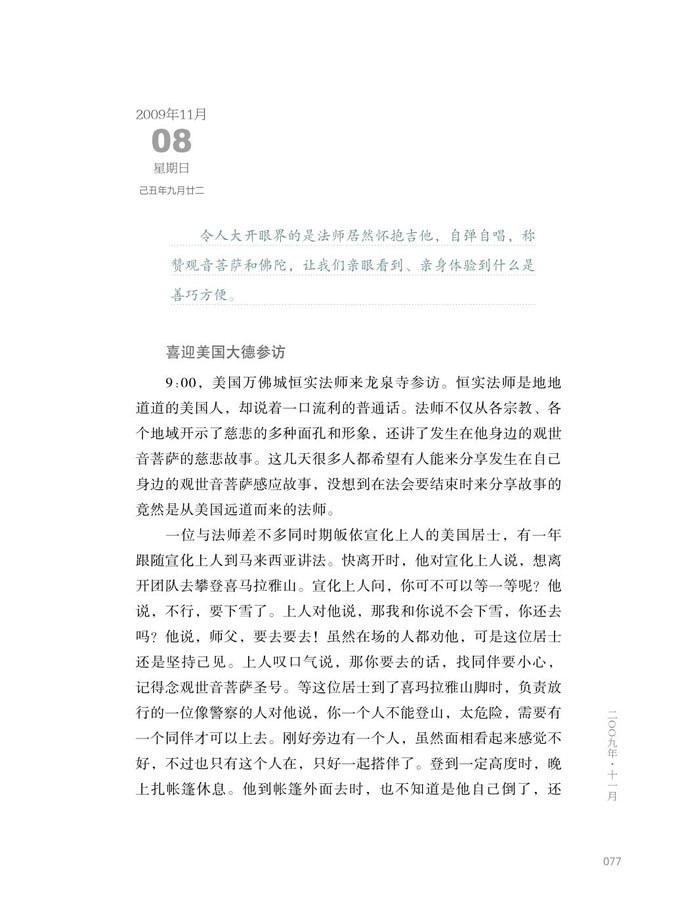 2009年11月
08
星期日
己丑年九月廿二
令人大开眼界的是法师居然怀抱吉他，自弹自唱，称
赞观音菩萨和佛陀，让我们亲眼看到、亲身体验到什么是
善巧方便。
喜迎美国大德参访
9:00，美国万佛城恒实法师来龙泉寺参访。恒实法师是地地
道道的美国人，却说着一口流利的普通话。法师不仅从各宗教、各
个地域开示了慈悲的多种面孔和形象，还讲了发生在他身边的观世
音菩萨的慈悲故事。这几天很多人都希望有人能来分享发生在自己
身边的观世音菩萨感应故事，没想到在法会要结束时来分享故事的
竟然是从美国远道而来的法师。
一位与法师差不多同时期皈依宣化上人的美国居士，有一年
跟随宣化上人到马来西亚讲法。快离开时，他对宣化上人说，想离
开团队去攀登喜马拉雅山。宣化上人问，你可不可以等一等呢？他
说，不行，要下雪了。上人对他说，那我和你说不会下雪，你还去
吗？他说，师父，要去要去！虽然在场的人都劝他，可是这位居士
还是坚持己见。上人叹口气说，那你要去的话，找同伴要小心，
记得念观世音菩萨圣号。等这位居士到了喜玛拉雅山脚时，负责放
行的一位像警察的人对他说，你一个人不能登山，太危险，需要有
一个同伴才可以上去。刚好旁边有一个人，虽然面相看起来感觉不
好，不过也只有这个人在，只好一起搭伴了。登到一定高度时，晚
上扎帐篷休息。他到帐篷外面去时，也不知道是他自己倒了，还
二〇〇九年·十一月
077